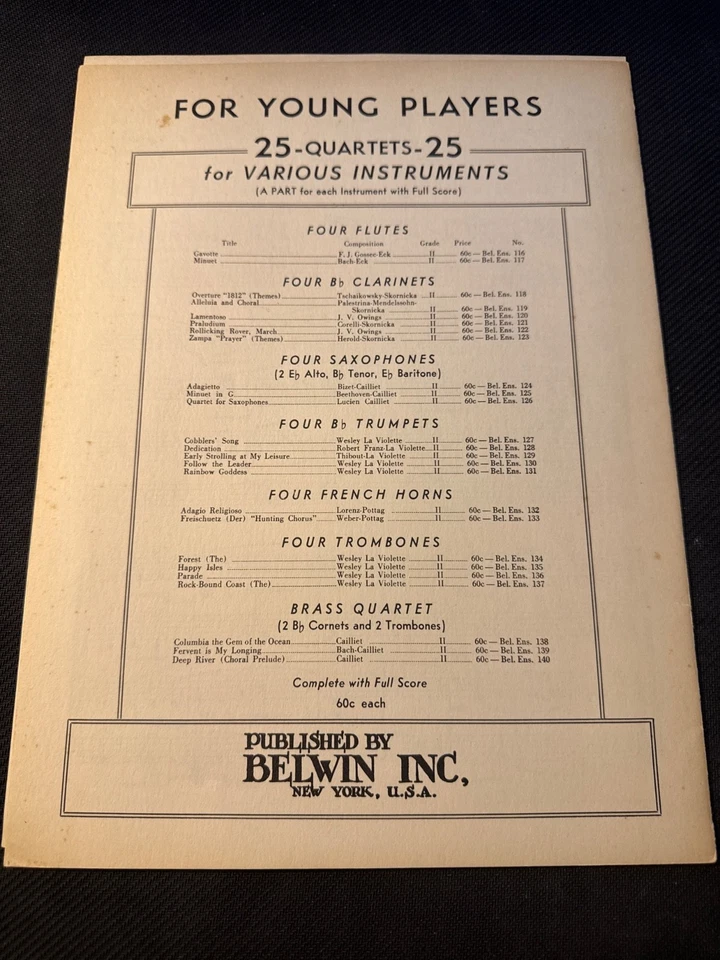 FOR YOUNG PLAYERS
25-QUARTETS-25
for VARIOUS INSTRUMENTS
(A PART for each Instrument with Full Score)
FOUR FLUTES
Title Composition Grade Price No.
Gavotte F. J. Gossec-Eck II 60c — Bel. Ens. 116
Minuet Bach-Eck II 60c — Bel. Ens. 117
FOUR B♭ CLARINETS
Overture "1812" (Themes) Tschaikowsky-Skornicka II 60c — Bel. Ens. 118
Alleluia and Choral Palestrina-Mendelssohn-
Skornicka II 60c — Bel. Ens. 119
Lamentoso J. V. Owings II 60c — Bel. Ens. 120
Praludium Corelli-Skornicka II 60c — Bel. Ens. 121
Rollicking Rover, March J. V. Owings II 60c — Bel. Ens. 122
Zampa "Prayer" (Themes) Herold-Skornicka II 60c — Bel. Ens. 123
FOUR SAXOPHONES
(2 E♭ Alto, B♭ Tenor, E♭ Baritone)
Adagietto Bizet-Cailliet II 60c — Bel. Ens. 124
Minuet in G Beethoven-Cailliet II 60c — Bel. Ens. 125
Quartet for Saxophones Lucien Cailliet II 60c — Bel. Ens. 126
FOUR B♭ TRUMPETS
Cobblers' Song Wesley La Violette II 60c — Bel. Ens. 127
Dedication Robert Franz-La Violette II 60c — Bel. Ens. 128
Early Strolling at My Leisure Thibout-La Violette II 60c — Bel. Ens. 129
Follow the Leader Wesley La Violette II 60c — Bel. Ens. 130
Rainbow Goddess Wesley La Violette II 60c — Bel. Ens. 131
FOUR FRENCH HORNS
Adagio Religioso Lorenz-Pottag II 60c — Bel. Ens. 132
Freischuetz (Der) "Hunting Chorus" Weber-Pottag II 60c — Bel. Ens. 133
FOUR TROMBONES
Forest (The) Wesley La Violette II 60c — Bel. Ens. 134
Happy Isles Wesley La Violette II 60c — Bel. Ens. 135
Parade Wesley La Violette II 60c — Bel. Ens. 136
Rock-Bound Coast (The) Wesley La Violette II 60c — Bel. Ens. 137
BRASS QUARTET
(2 B♭ Cornets and 2 Trombones)
Columbia the Gem of the Ocean Cailliet II 60c — Bel. Ens. 138
Fervent is My Longing Bach-Cailliet II 60c — Bel. Ens. 139
Deep River (Choral Prelude) Cailliet II 60c — Bel. Ens. 140
Complete with Full Score
60c each
PUBLISHED BY
BELWIN INC,
NEW YORK, U.S.A.